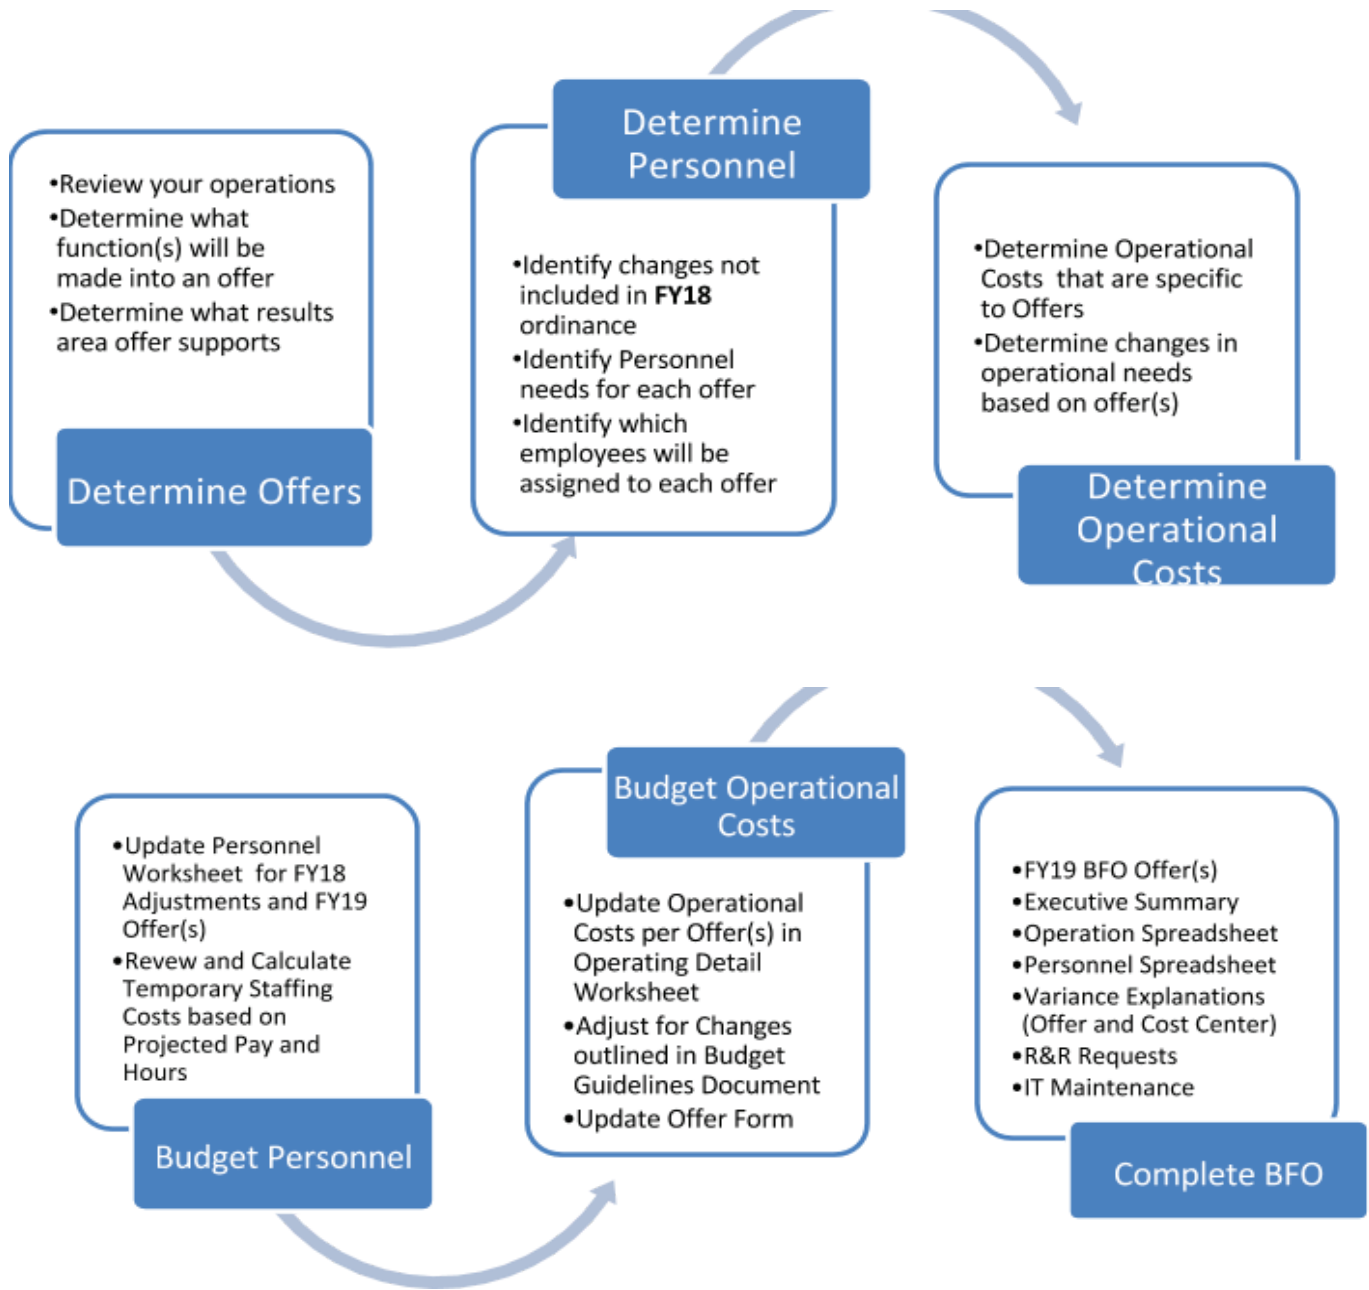 •Review your operations
•Determine what
function(s) will be
made into an offer
•Determine what results
area offer supports
Determine Offers
Determine
Personnel
•Identify changes not
included in FY18
ordinance
•Identify Personnel
needs for each offer
•Identify which
employees will be
assigned to each offer
•Determine Operational
Costs  that are specific
to Offers
•Determine changes in
operational needs
based on offer(s)
Determine
Operational
Costs
•Update Personnel
Worksheet  for FY18
Adjustments and FY19
Offer(s)
•Revew and Calculate
Temporary Staffing
Costs based on
Projected Pay and
Hours
Budget Personnel
Budget Operational
Costs
•Update Operational
Costs per Offer(s) in
Operating Detail
Worksheet
•Adjust for Changes
outlined in Budget
Guidelines Document
•Update Offer Form
•FY19 BFO Offer(s)
•Executive Summary
•Operation Spreadsheet
•Personnel Spreadsheet
•Variance Explanations
(Offer and Cost Center)
•R&R Requests
•IT Maintenance
Complete BFO